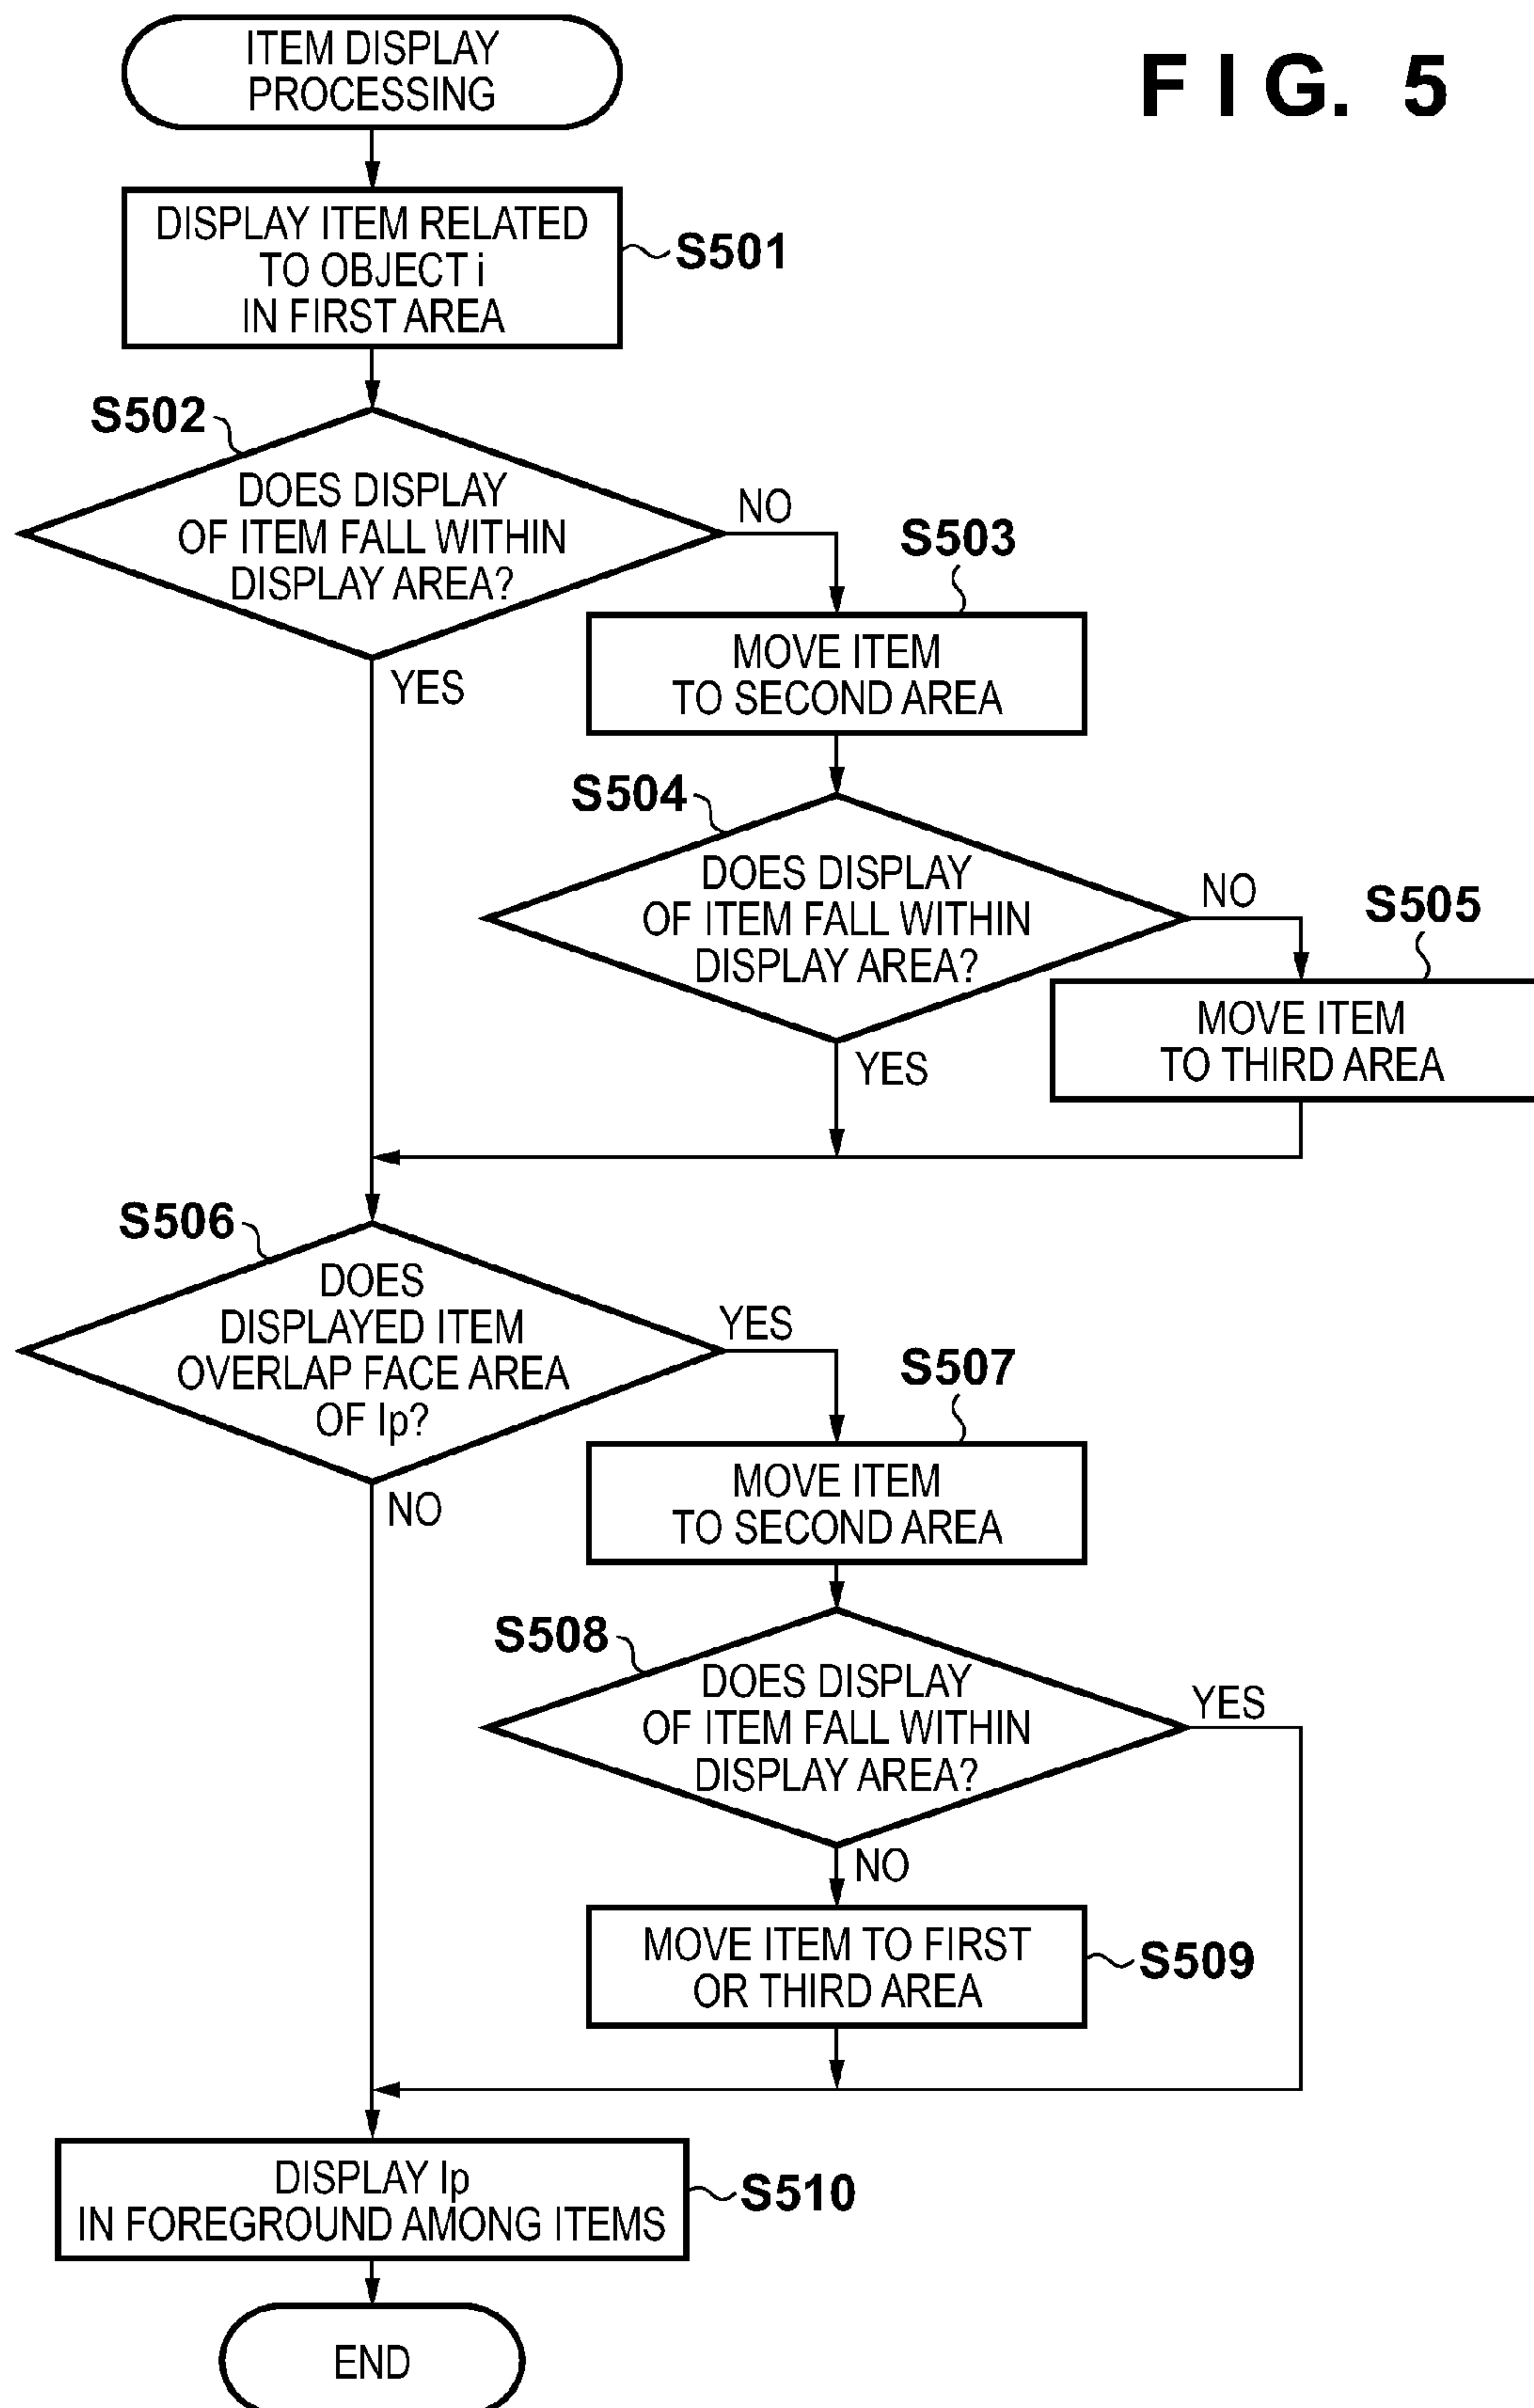 FIG. 5
ITEM DISPLAY
PROCESSING
DISPLAY ITEM RELATED
TO OBJECT i
IN FIRST AREA
S501
S502
DOES DISPLAY
OF ITEM FALL WITHIN
DISPLAY AREA?
NO
YES
S503
MOVE ITEM
TO SECOND AREA
S504
DOES DISPLAY
OF ITEM FALL WITHIN
DISPLAY AREA?
NO
YES
S505
MOVE ITEM
TO THIRD AREA
S506
DOES
DISPLAYED ITEM
OVERLAP FACE AREA
OF Ip?
YES
NO
S507
MOVE ITEM
TO SECOND AREA
S508
DOES DISPLAY
OF ITEM FALL WITHIN
DISPLAY AREA?
YES
NO
MOVE ITEM TO FIRST
OR THIRD AREA
S509
DISPLAY Ip
IN FOREGROUND AMONG ITEMS
S510
END